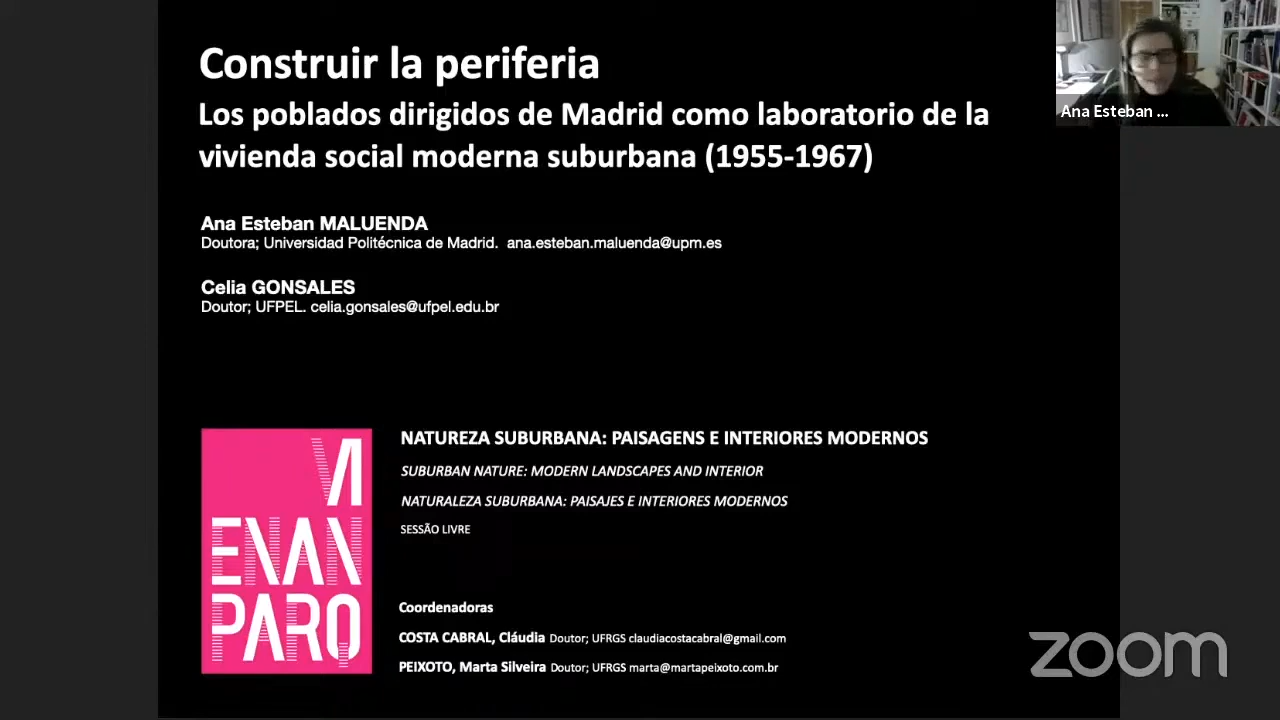 Construir la periferia
Los poblados dirigidos de Madrid como laboratorio de la
vivienda social moderna suburbana (1955-1967)
Ana Esteban ...
Ana Esteban MALUENDA
Doutora; Universidad Politécnica de Madrid. ana.esteban.maluenda@upm.es
Celia GONSALES
Doutor; UFPEL. celia.gonsales@ufpel.edu.br
VI
ENAN
PARQ
NATUREZA SUBURBANA: PAISAGENS E INTERIORES MODERNOS
SUBURBAN NATURE: MODERN LANDSCAPES AND INTERIOR
NATURALEZA SUBURBANA: PAISAJES E INTERIORES MODERNOS
SESSÃO LIVRE
Coordenadoras
COSTA CABRAL, Cláudia Doutor; UFRGS claudiacostacabral@gmail.com
PEIXOTO, Marta Silveira Doutor; UFRGS marta@martapeixoto.com.br
zoom